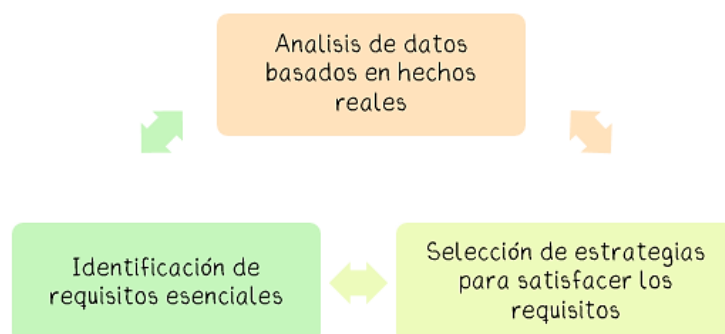 Analisis de datos
basados en hechos
reales
Identificación de
requisitos esenciales
Selección de estrategias
para satisfacer los
requisitos